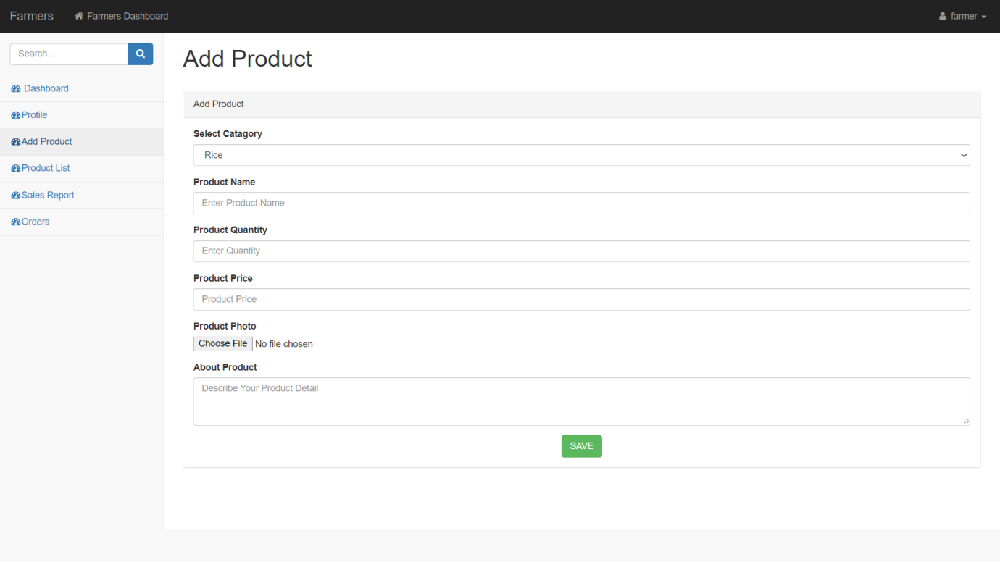 Farmers
Farmers Dashboard
farmer
Search...
Dashboard
Profile
Add Product
Product List
Sales Report
Orders
Add Product
Add Product
Select Catagory
Rice
Product Name
Enter Product Name
Product Quantity
Enter Quantity
Product Price
Product Price
Product Photo
Choose File No file chosen
About Product
Describe Your Product Detail
SAVE